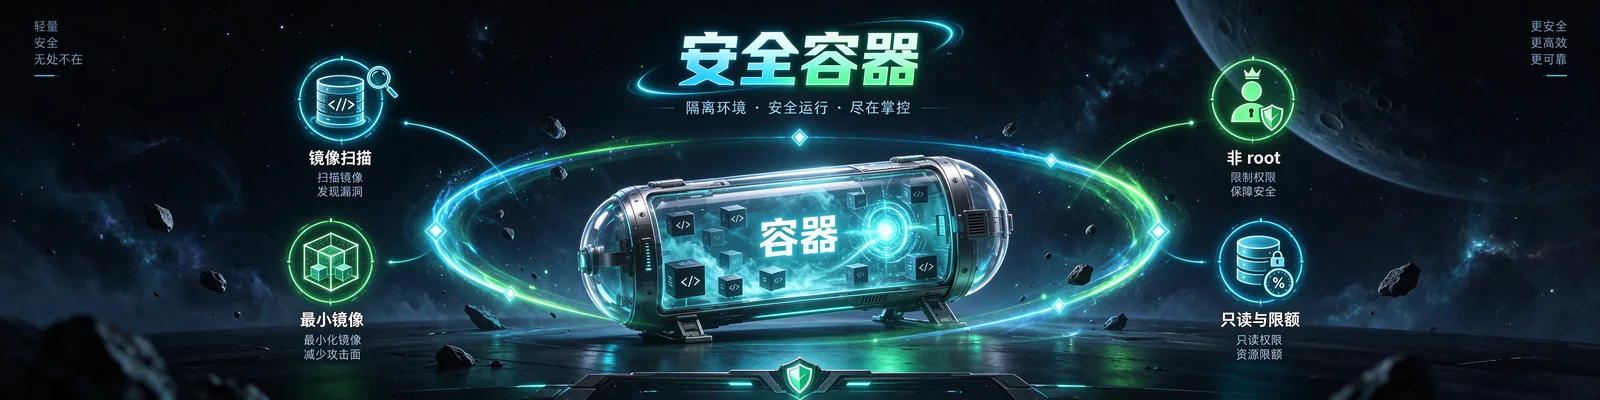 轻量
安全
无处不在
安全容器
隔离环境 · 安全运行 · 尽在掌控
更安全
更高效
更可靠
<//>
镜像扫描
扫描镜像
发现漏洞
非 root
限制权限
保障安全
</>
</>
</>
容器
</>
</>
</>
最小镜像
最小化镜像
减少攻击面
%
只读与限额
只读权限
资源限额